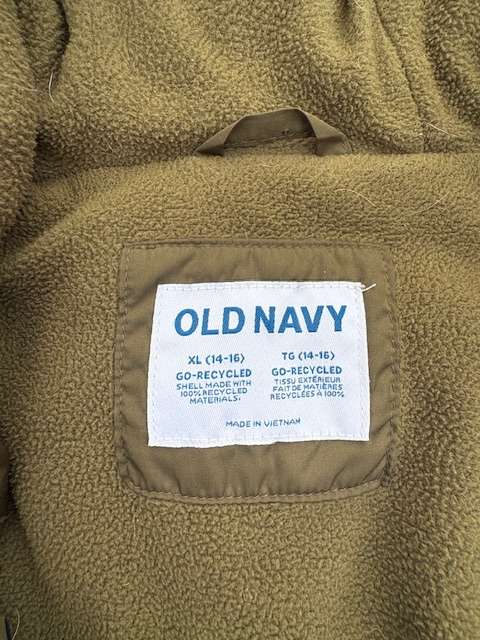 OLD NAVY
XL (14-16)
GO-RECYCLED
SHELL MADE WITH
100% RECYCLED
MATERIALS.
TG (14-16)
GO-RECYCLED
TISSU EXTÉRIEUR
FAIT DE MATIÈRES
RECYCLÉES À 100%
MADE IN VIETNAM